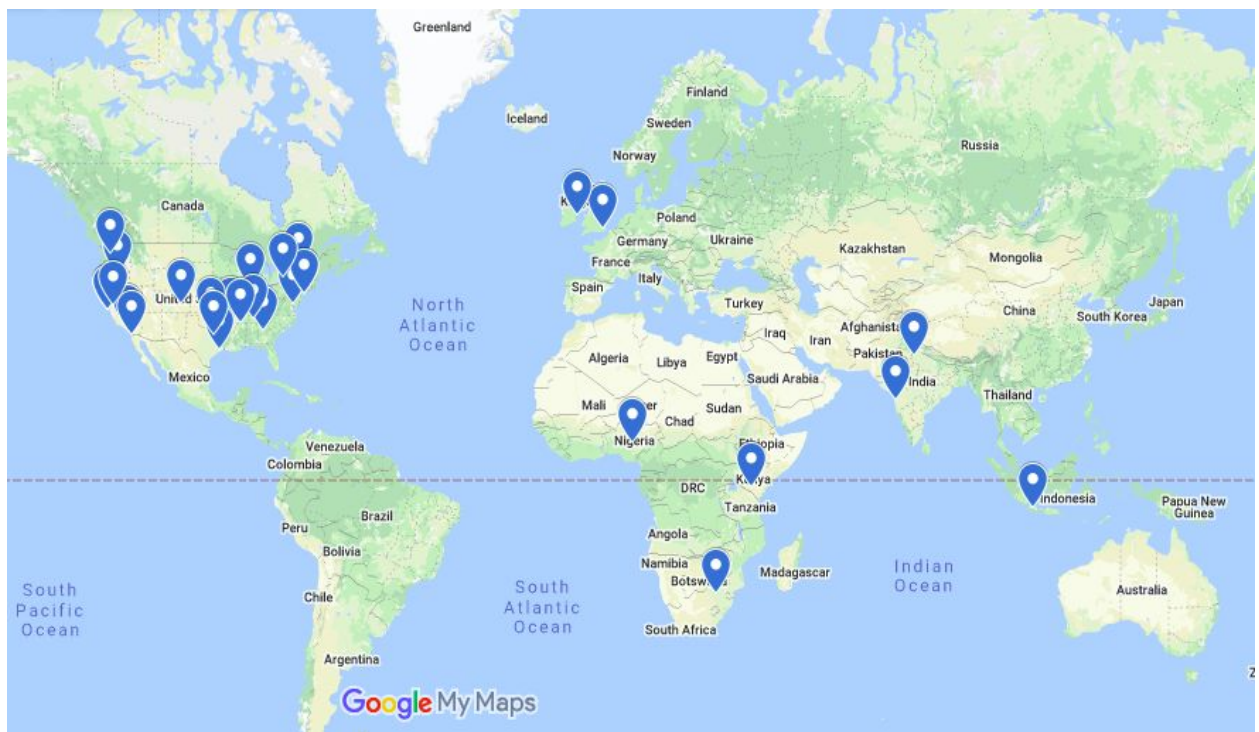 Greenland
Iceland
Finland
Sweden
Norway
Russia
Canada
Poland
Germany
Ukraine
Kazakhstan
Mongolia
France
Italy
Spain
Turkey
North
Atlantic
Ocean
Japan
China
South Korea
Afghanista
Iraq
Iran
Pakistan
Algeria
Libya
Egypt
Saudi Arabia
India
Mexico
Thailand
Mali
Chad
Sudan
Nigeria
Ethiopia
Venezuela
Colombia
Kenya
DRC
Indonesia
Papua New
Guinea
Tanzania
Brazil
Peru
Angola
Bolivia
Namibia
Botswana
Madagascar
Indian
Ocean
South
Pacific
Ocean
South
Atlantic
Ocean
Chile
Australia
South Africa
Argentina
Z
Google My Maps